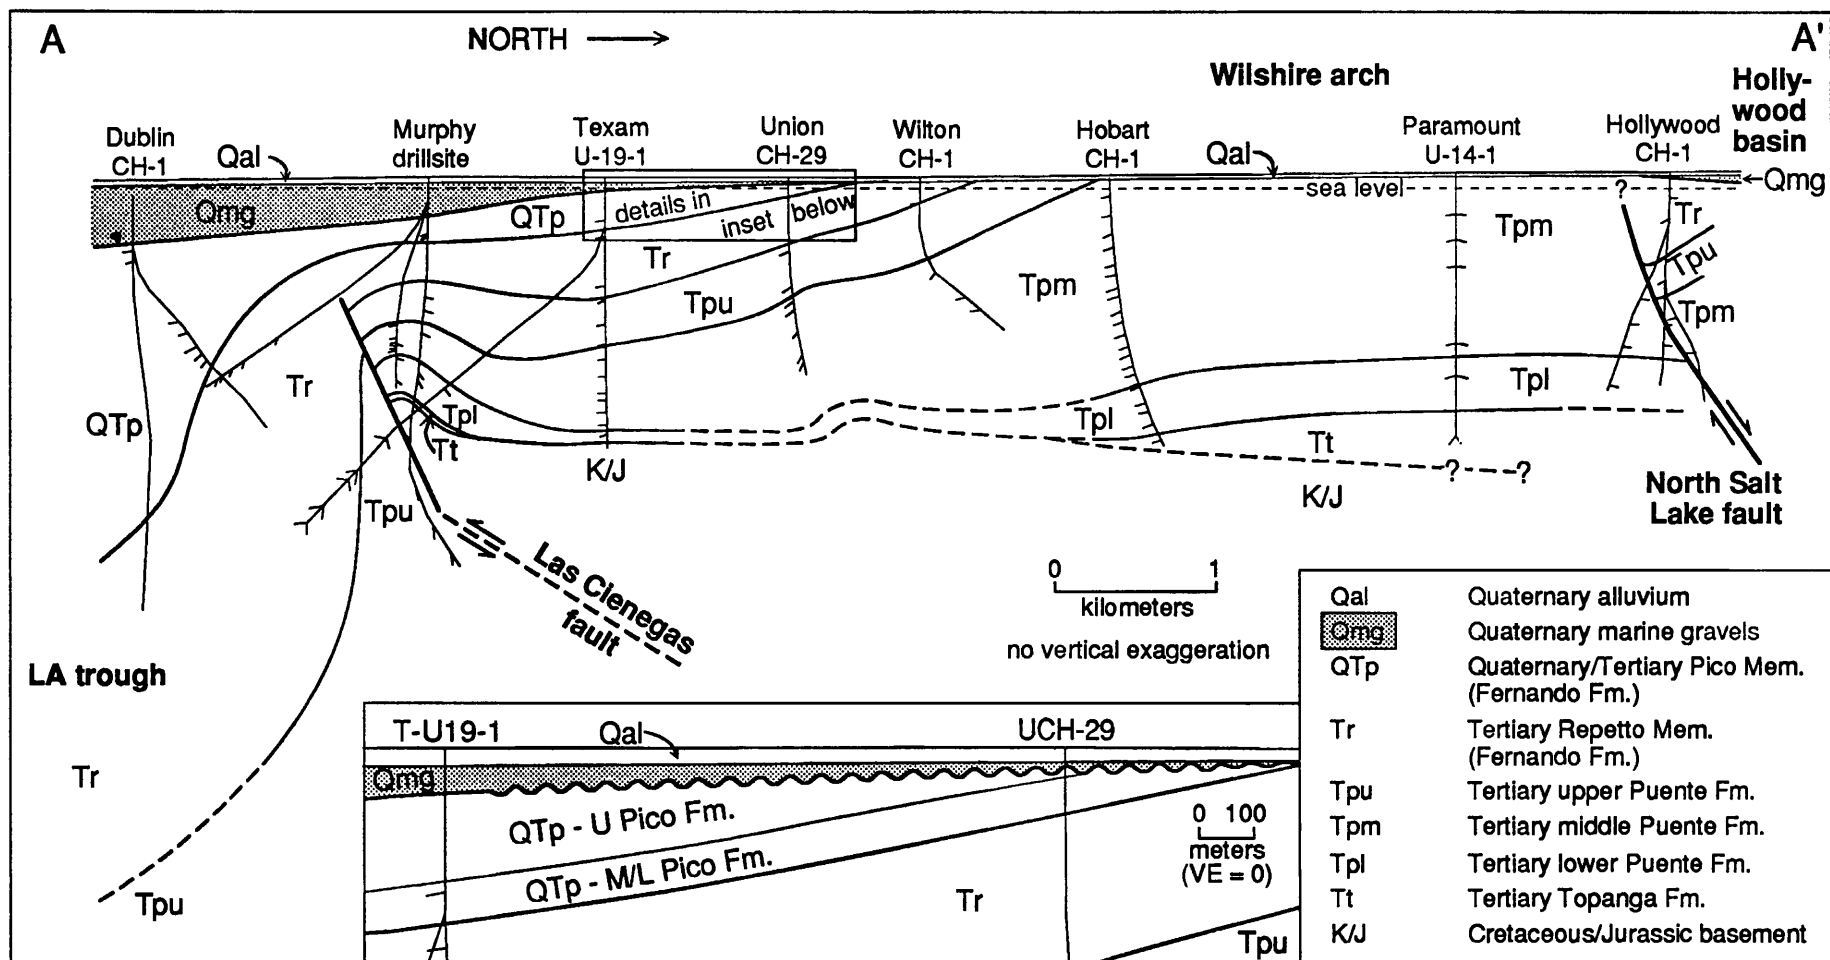 A
NORTH
A'
Wilshire arch
Holly-
wood
basin
Dublin
CH-1
Qal
Murphy
drillsite
Texam
U-19-1
Union
CH-29
Wilton
CH-1
Hobart
CH-1
Qal
Paramount
U-14-1
Hollywood
CH-1
Qmg
sea level
?
Qmg
QTp
details in
inset
below
Tr
Tpu
Tpm
Tpm
Tr
Tpu
Tpm
Tr
QTp
Tpl
Tt
K/J
Tpu
Tpl
Tpl
Tt
?
?
K/J
North Salt
Lake fault
Las Cienegas
fault
0 1
kilometers
no vertical exaggeration
LA trough
Tr
Tpu
T-U19-1
Qal
UCH-29
Qmg
QTp - U Pico Fm.
QTp - M/L Pico Fm.
Tr
Tpu
0 100
meters
(VE = 0)
Qal Quaternary alluvium
Qmg Quaternary marine gravels
QTp Quaternary/Tertiary Pico Mem.
(Fernando Fm.)
Tr Tertiary Repetto Mem.
(Fernando Fm.)
Tpu Tertiary upper Puente Fm.
Tpm Tertiary middle Puente Fm.
Tpl Tertiary lower Puente Fm.
Tt Tertiary Topanga Fm.
K/J Cretaceous/Jurassic basement